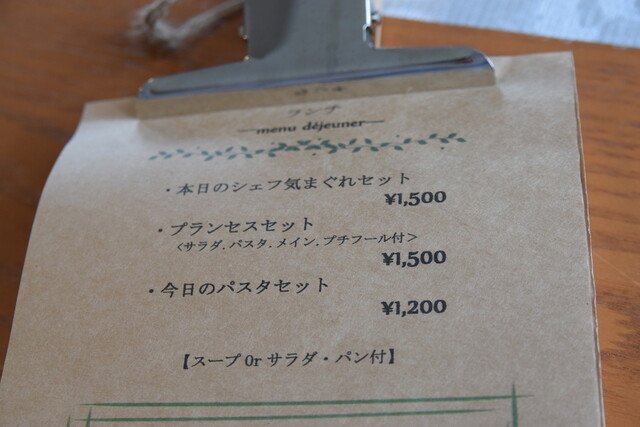 ランチ
menu déjeuner
・本日のシェフ気まぐれセット
¥1,500
・プランセスセット
<サラダ.パスタ.メイン.プチフール付>
¥1,500
・今日のパスタセット
¥1,200
【スープ Or サラダ・パン付】